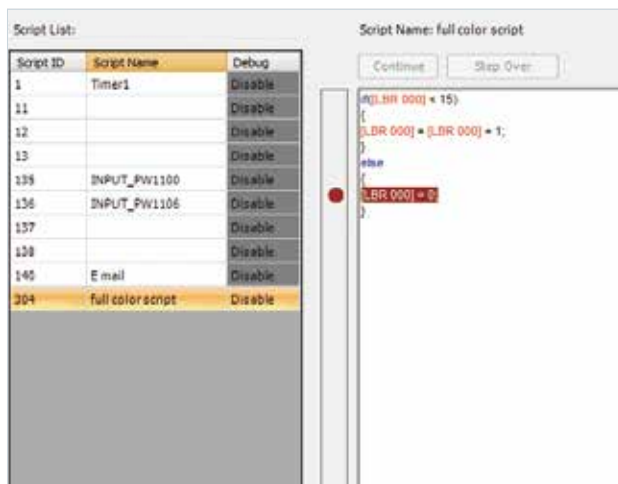 Script List:
Script ID Script Name Debug
1 Timer1 Disable
11 Disable
12 Disable
13 Disable
135 INPUT_PW1100 Disable
136 INPUT_PW1106 Disable
137 Disable
138 Disable
140 E mail Disable
304 full color script Disable
Script Name: full color script
Continue Step Over
if([LBR 000] < 15)
{
[LBR 000] = [LBR 000] + 1;
}
else
{
[LBR 000] = 0;
}